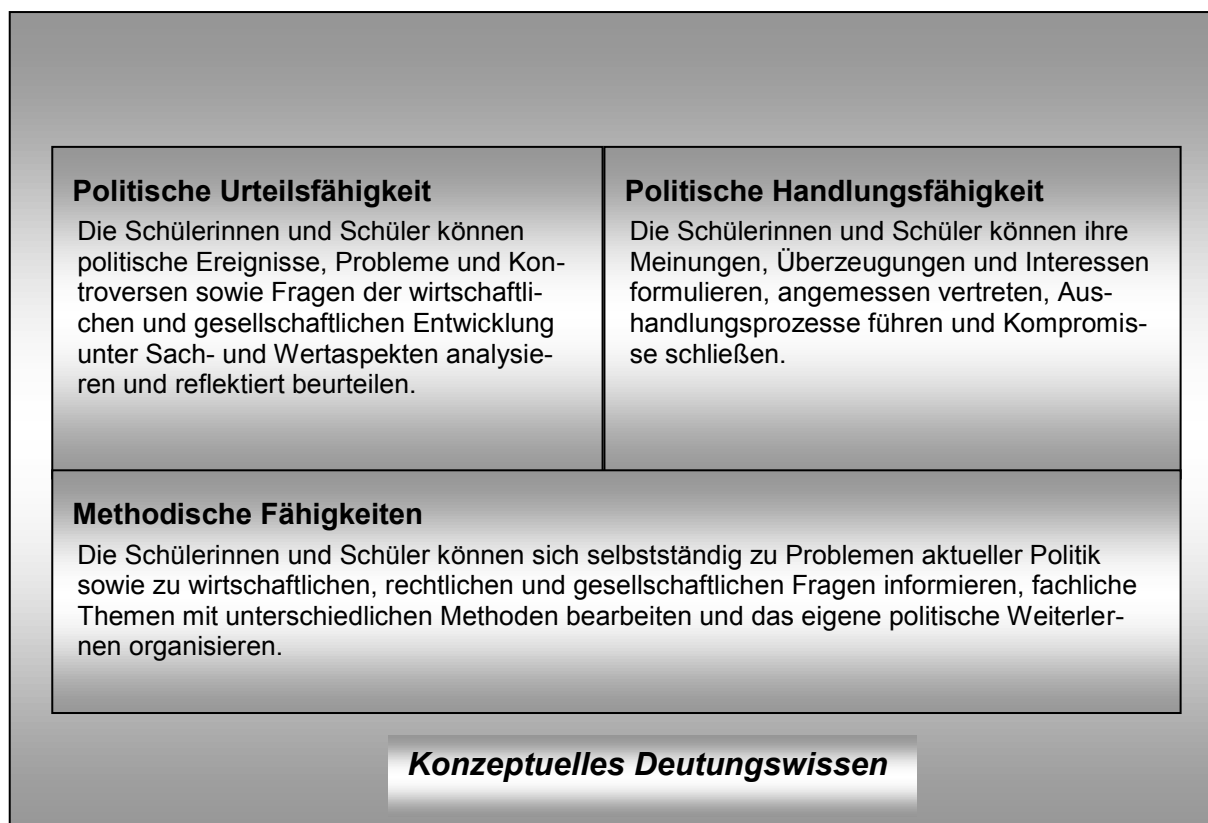 Politische Urteilsfähigkeit
Die Schülerinnen und Schüler können
politische Ereignisse, Probleme und Kon-
troversen sowie Fragen der wirtschaftli-
chen und gesellschaftlichen Entwicklung
unter Sach- und Wertaspekten analysie-
ren und reflektiert beurteilen.
Politische Handlungsfähigkeit
Die Schülerinnen und Schüler können ihre
Meinungen, Überzeugungen und Interessen
formulieren, angemessen vertreten, Aus-
handlungsprozesse führen und Kompromis-
se schließen.
Methodische Fähigkeiten
Die Schülerinnen und Schüler können sich selbstständig zu Problemen aktueller Politik
sowie zu wirtschaftlichen, rechtlichen und gesellschaftlichen Fragen informieren, fachliche
Themen mit unterschiedlichen Methoden bearbeiten und das eigene politische Weiterler-
nen organisieren.
Konzeptuelles Deutungswissen